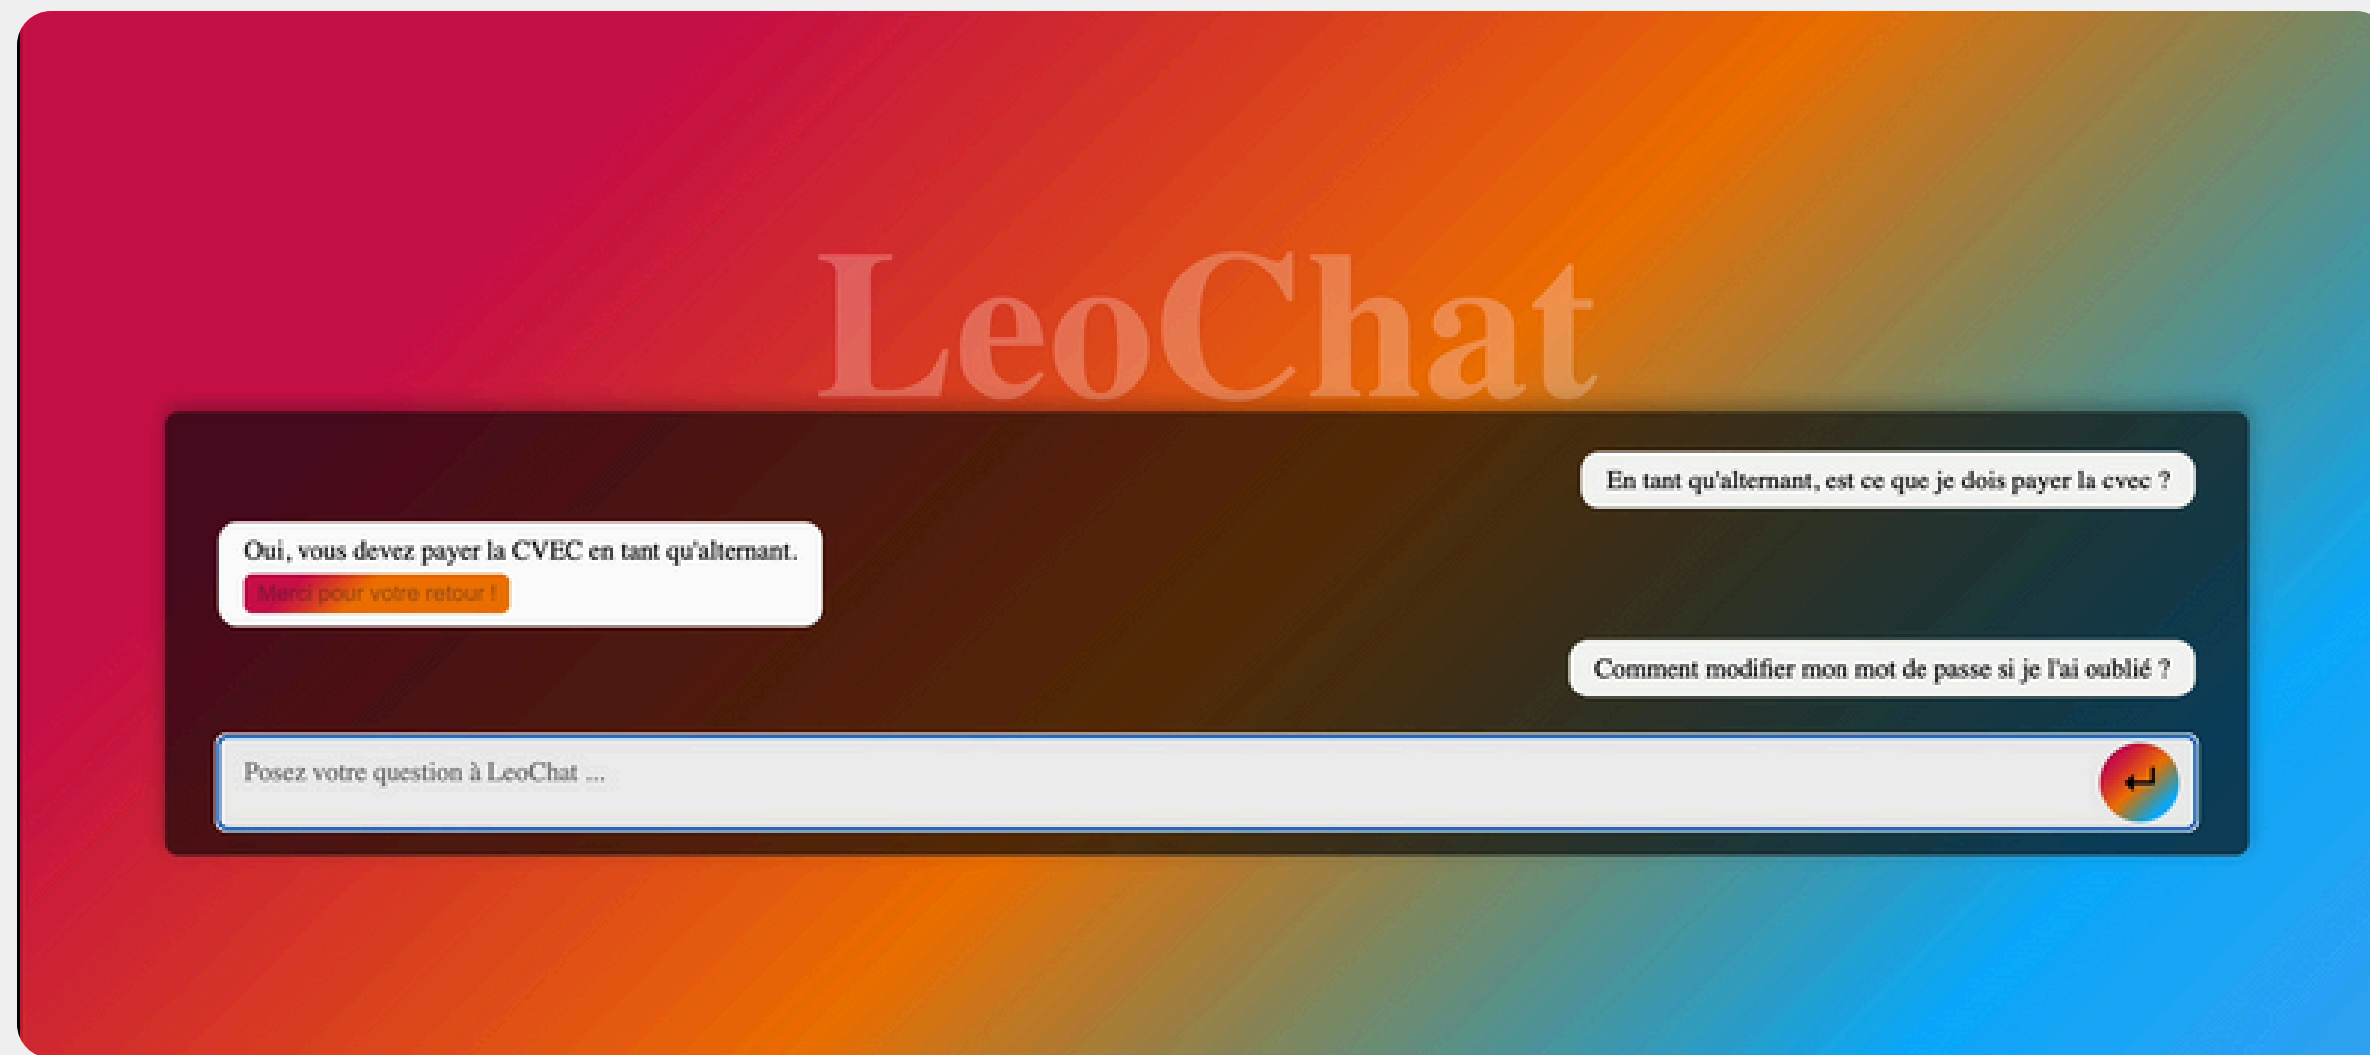 LeoChat
En tant qu'alternant, est ce que je dois payer la cvec ?
Oui, vous devez payer la CVEC en tant qu'alternant.
Merci pour votre retour !
Comment modifier mon mot de passe si je l'ai oublié ?
Posez votre question à LeoChat ...